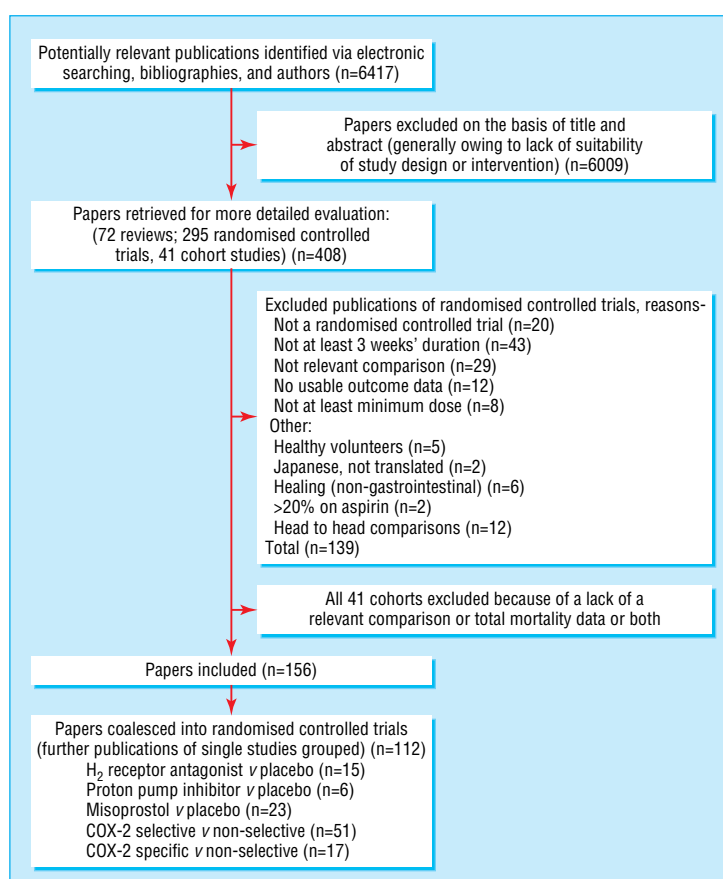 Potentially relevant publications identified via electronic
searching, bibliographies, and authors (n=6417)
Papers excluded on the basis of title and
abstract (generally owing to lack of suitability
of study design or intervention) (n=6009)
Papers retrieved for more detailed evaluation:
(72 reviews; 295 randomised controlled
trials, 41 cohort studies) (n=408)
Excluded publications of randomised controlled trials, reasons-
Not a randomised controlled trial (n=20)
Not at least 3 weeks' duration (n=43)
Not relevant comparison (n=29)
No usable outcome data (n=12)
Not at least minimum dose (n=8)
Other:
Healthy volunteers (n=5)
Japanese, not translated (n=2)
Healing (non-gastrointestinal) (n=6)
>20% on aspirin (n=2)
Head to head comparisons (n=12)
Total (n=139)
All 41 cohorts excluded because of a lack of a
relevant comparison or total mortality data or both
Papers included (n=156)
Papers coalesced into randomised controlled trials
(further publications of single studies grouped) (n=112)
H₂ receptor antagonist v placebo (n=15)
Proton pump inhibitor v placebo (n=6)
Misoprostol v placebo (n=23)
COX-2 selective v non-selective (n=51)
COX-2 specific v non-selective (n=17)